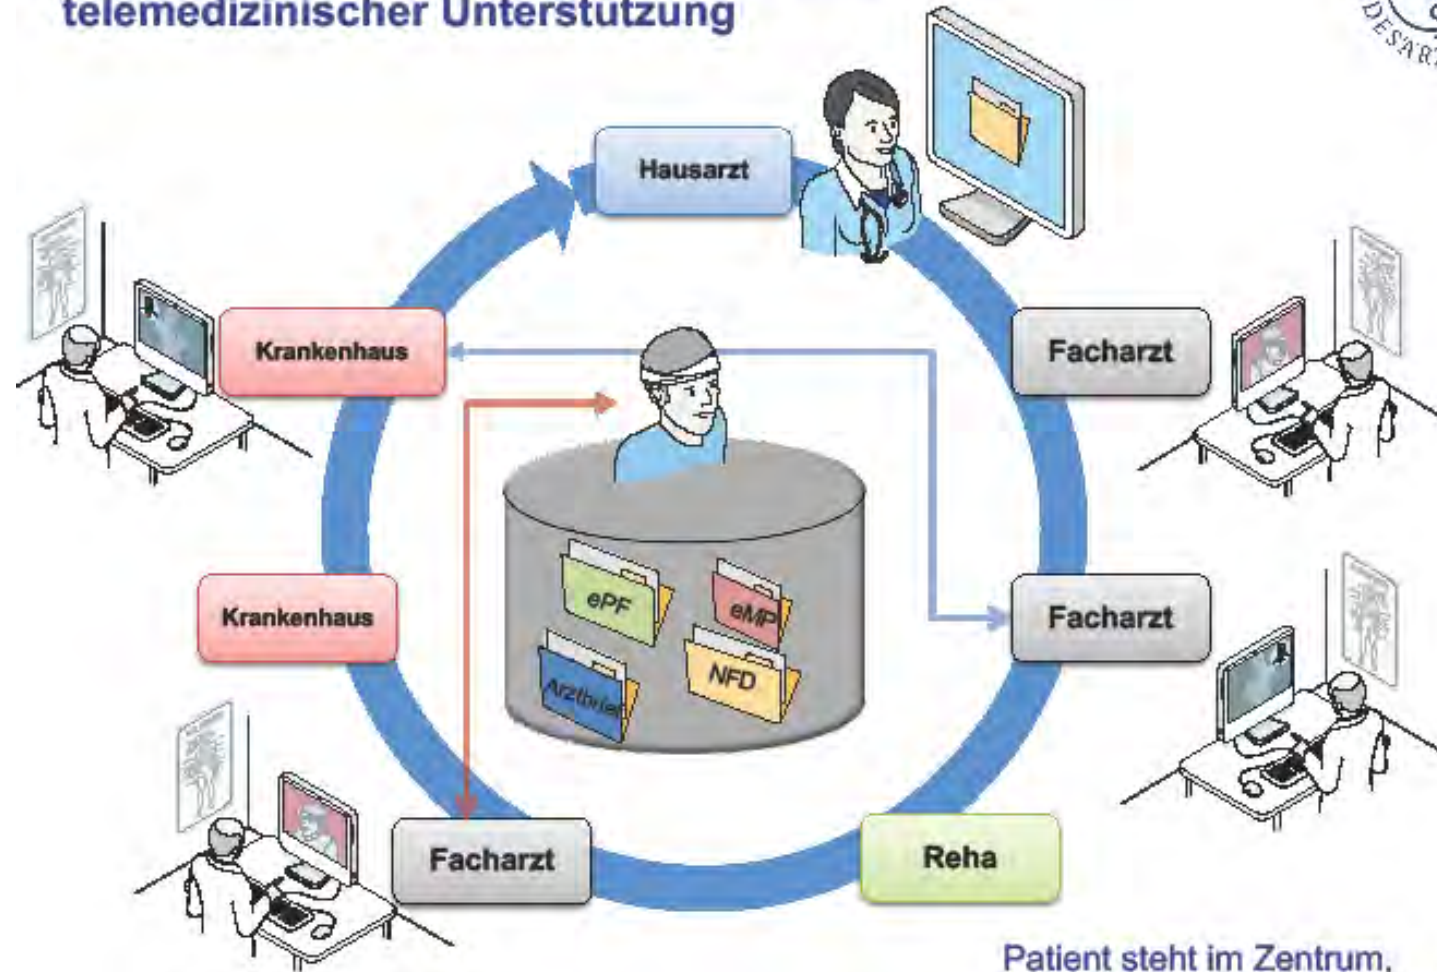 telemedizinischer Unterstützung
Hausarzt
Krankenhaus
Facharzt
Krankenhaus
Facharzt
ePF
eMP
Arztbrief
NFD
Facharzt
Reha
Patient steht im Zentrum.